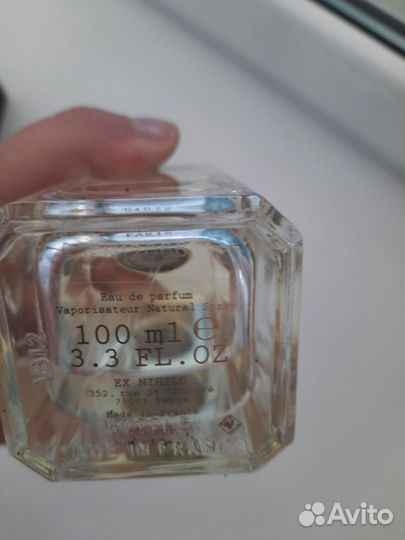 PARIS
PARIS
Eau de parfum
Vaporisateur Natural Spray
100 ml e
3.3 FL.OZ
EX NIHILO
352, rue St. Honoré
75001 Paris
Made in France
MADE IN FRANCE
Avito